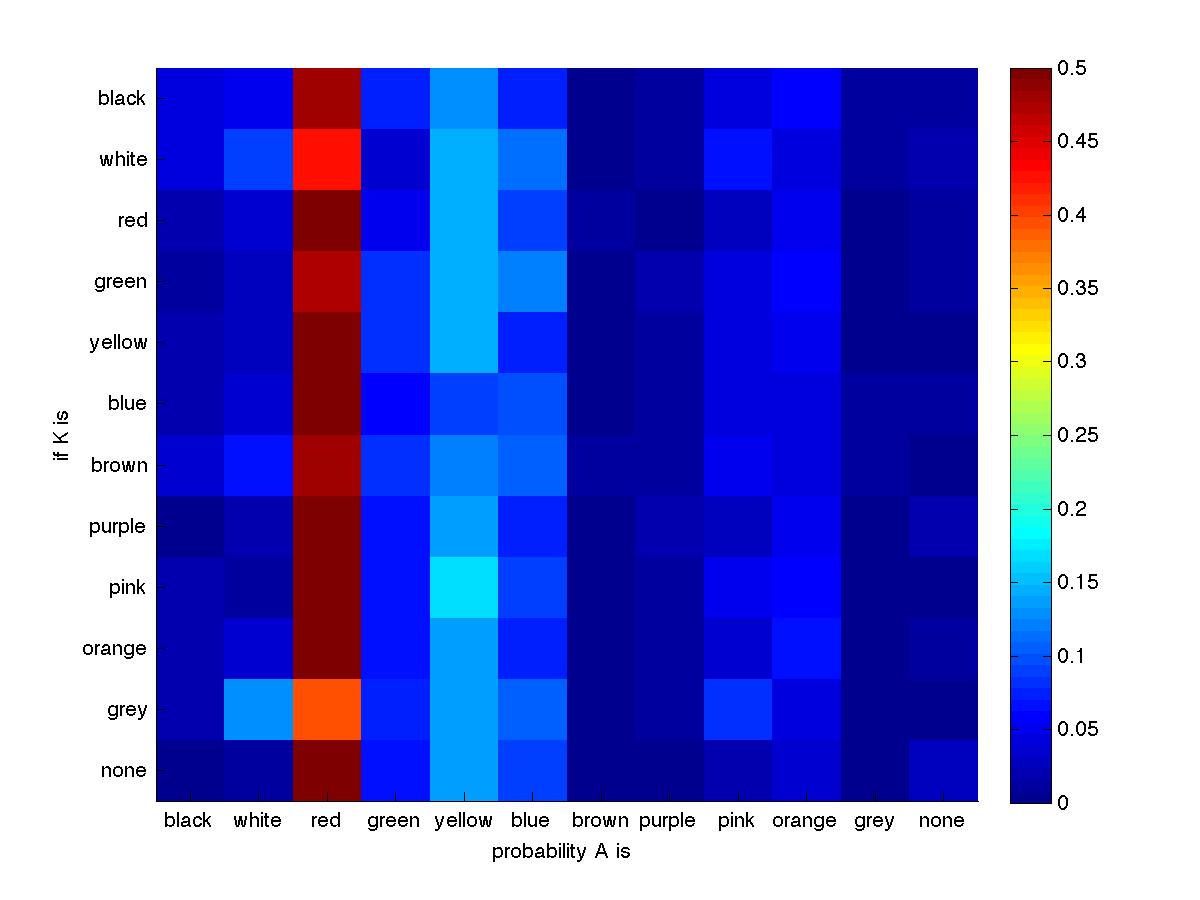 black
white
red
green
yellow
blue
brown
purple
pink
orange
grey
none
if K is
black white red green yellow blue brown purple pink orange grey none
probability A is
0.5
0.45
0.4
0.35
0.3
0.25
0.2
0.15
0.1
0.05
0